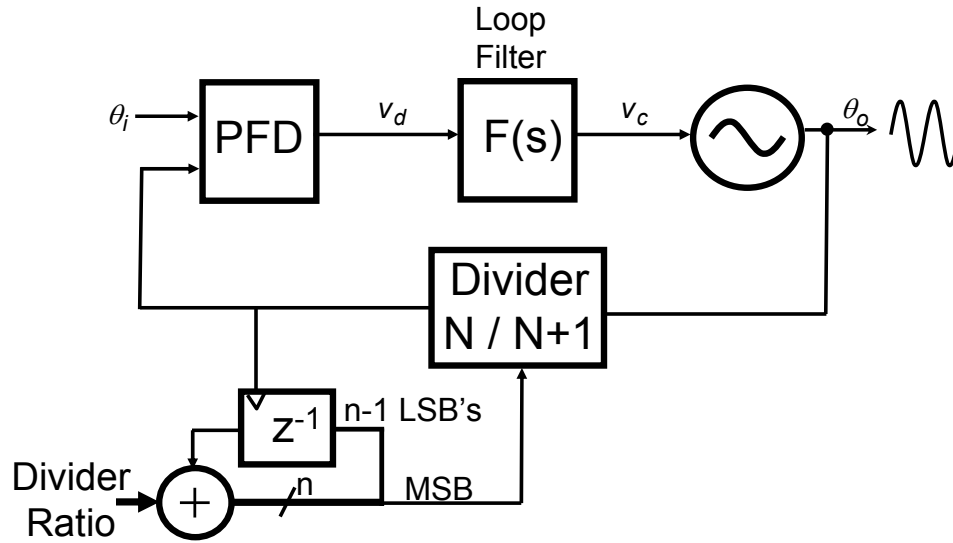 Loop
Filter
θi
PFD
vd
F(s)
vc
θo
Divider
N / N+1
z-1
n-1 LSB's
Divider
Ratio
+
n
MSB